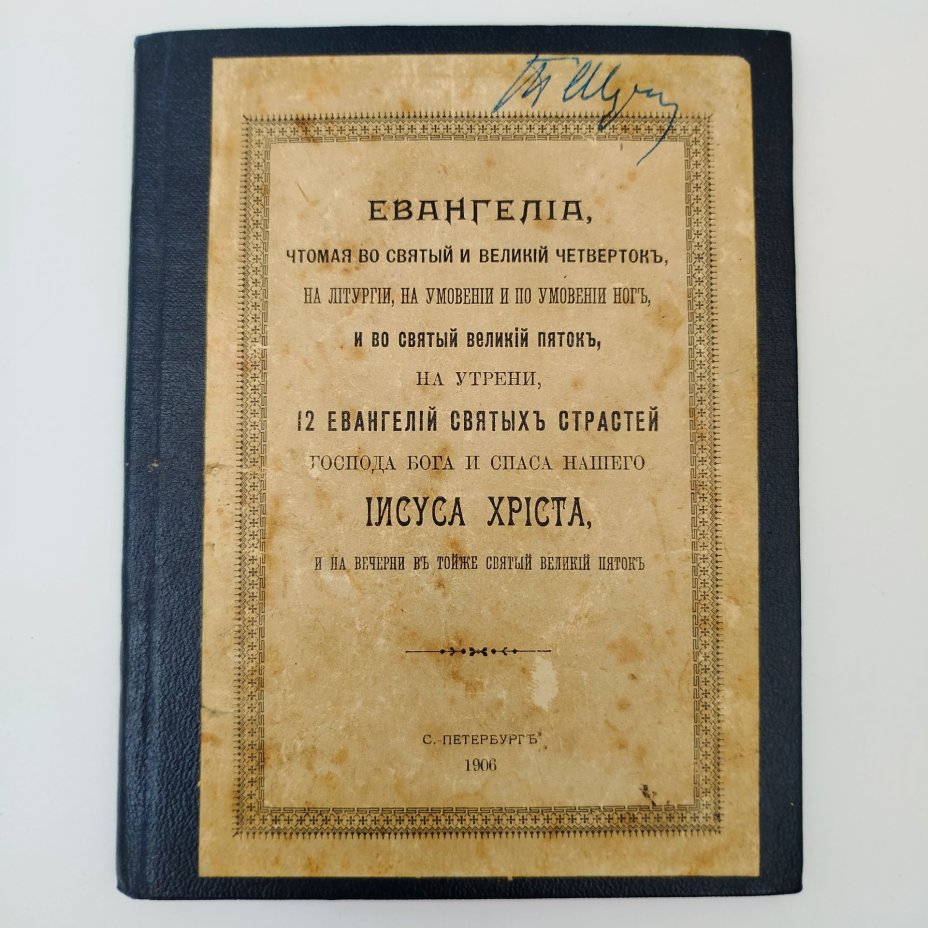 ЕВАНГЕЛІА,
ЧТОМАЯ ВО СВЯТЫЙ И ВЕЛИКІЙ ЧЕТВЕРТОКЪ,
НА ЛІТУРГІИ, НА УМОВЕНІИ И ПО УМОВЕНІИ НОГЪ,
И ВО СВЯТЫЙ ВЕЛИКІЙ ПЯТОКЪ,
НА УТРЕНИ,
12 ЕВАНГЕЛІЙ СВЯТЫХЪ СТРАСТЕЙ
ГОСПОДА БОГА И СПАСА НАШЕГО
ІИСУСА ХРІСТА,
И НА ВЕЧЕРНИ ВЪ ТОЙЖЕ СВЯТЫЙ ВЕЛИКІЙ ПЯТОКЪ
С.-ПЕТЕРБУРГЪ
1906